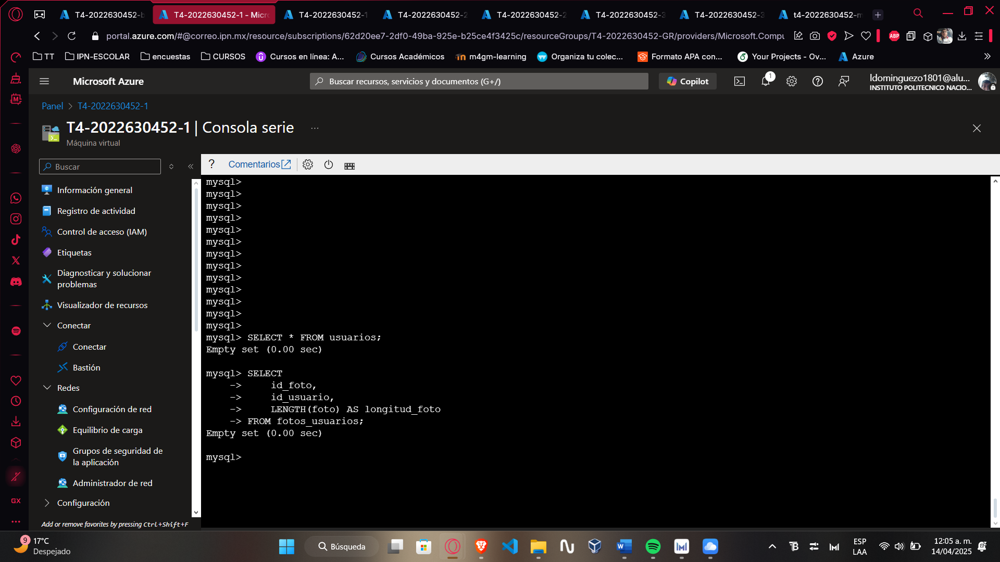 T4-2022630452-b
T4-2022630452-1 - Micro
T4-2022630452-1
T4-2022630452-2
T4-2022630452-2
T4-2022630452-3
T4-2022630452-3
t4-2022630452-m
portal.azure.com/#@correo.ipn.mx/resource/subscriptions/62d20ee7-2df0-49ba-925e-b25ce4f3425c/resourceGroups/T4-2022630452-GR/providers/Microsoft.Compu
ABP
TT
IPN-ESCOLAR
encuestas
CURSOS
Cursos en línea: A...
Cursos Académicos
m4gm-learning
Organiza tu colec...
Formato APA con...
Your Projects - Ov...
Azure
Microsoft Azure
Buscar recursos, servicios y documentos (G+/)
Copilot
1
ldominguezo1801@alu...
INSTITUTO POLITECNICO NACIO...
Panel > T4-2022630452-1
T4-2022630452-1 | Consola serie ...
Máquina virtual
Buscar
Información general
Registro de actividad
Control de acceso (IAM)
Etiquetas
Diagnosticar y solucionar
problemas
Visualizador de recursos
Conectar
Conectar
Bastión
Redes
Configuración de red
Equilibrio de carga
Grupos de seguridad de
la aplicación
Administrador de red
Configuración
Add or remove favorites by pressing Ctrl+Shift+F
? Comentarios
mysql>
mysql>
mysql>
mysql>
mysql>
mysql>
mysql>
mysql>
mysql>
mysql>
mysql>
mysql>
mysql>
mysql> SELECT * FROM usuarios;
Empty set (0.00 sec)
mysql> SELECT
-> id_foto,
-> id_usuario,
-> LENGTH(foto) AS longitud_foto
-> FROM fotos_usuarios;
Empty set (0.00 sec)
mysql>
GX
9
17°C
Despejado
Búsqueda
ESP
LAA
12:05 a. m.
14/04/2025